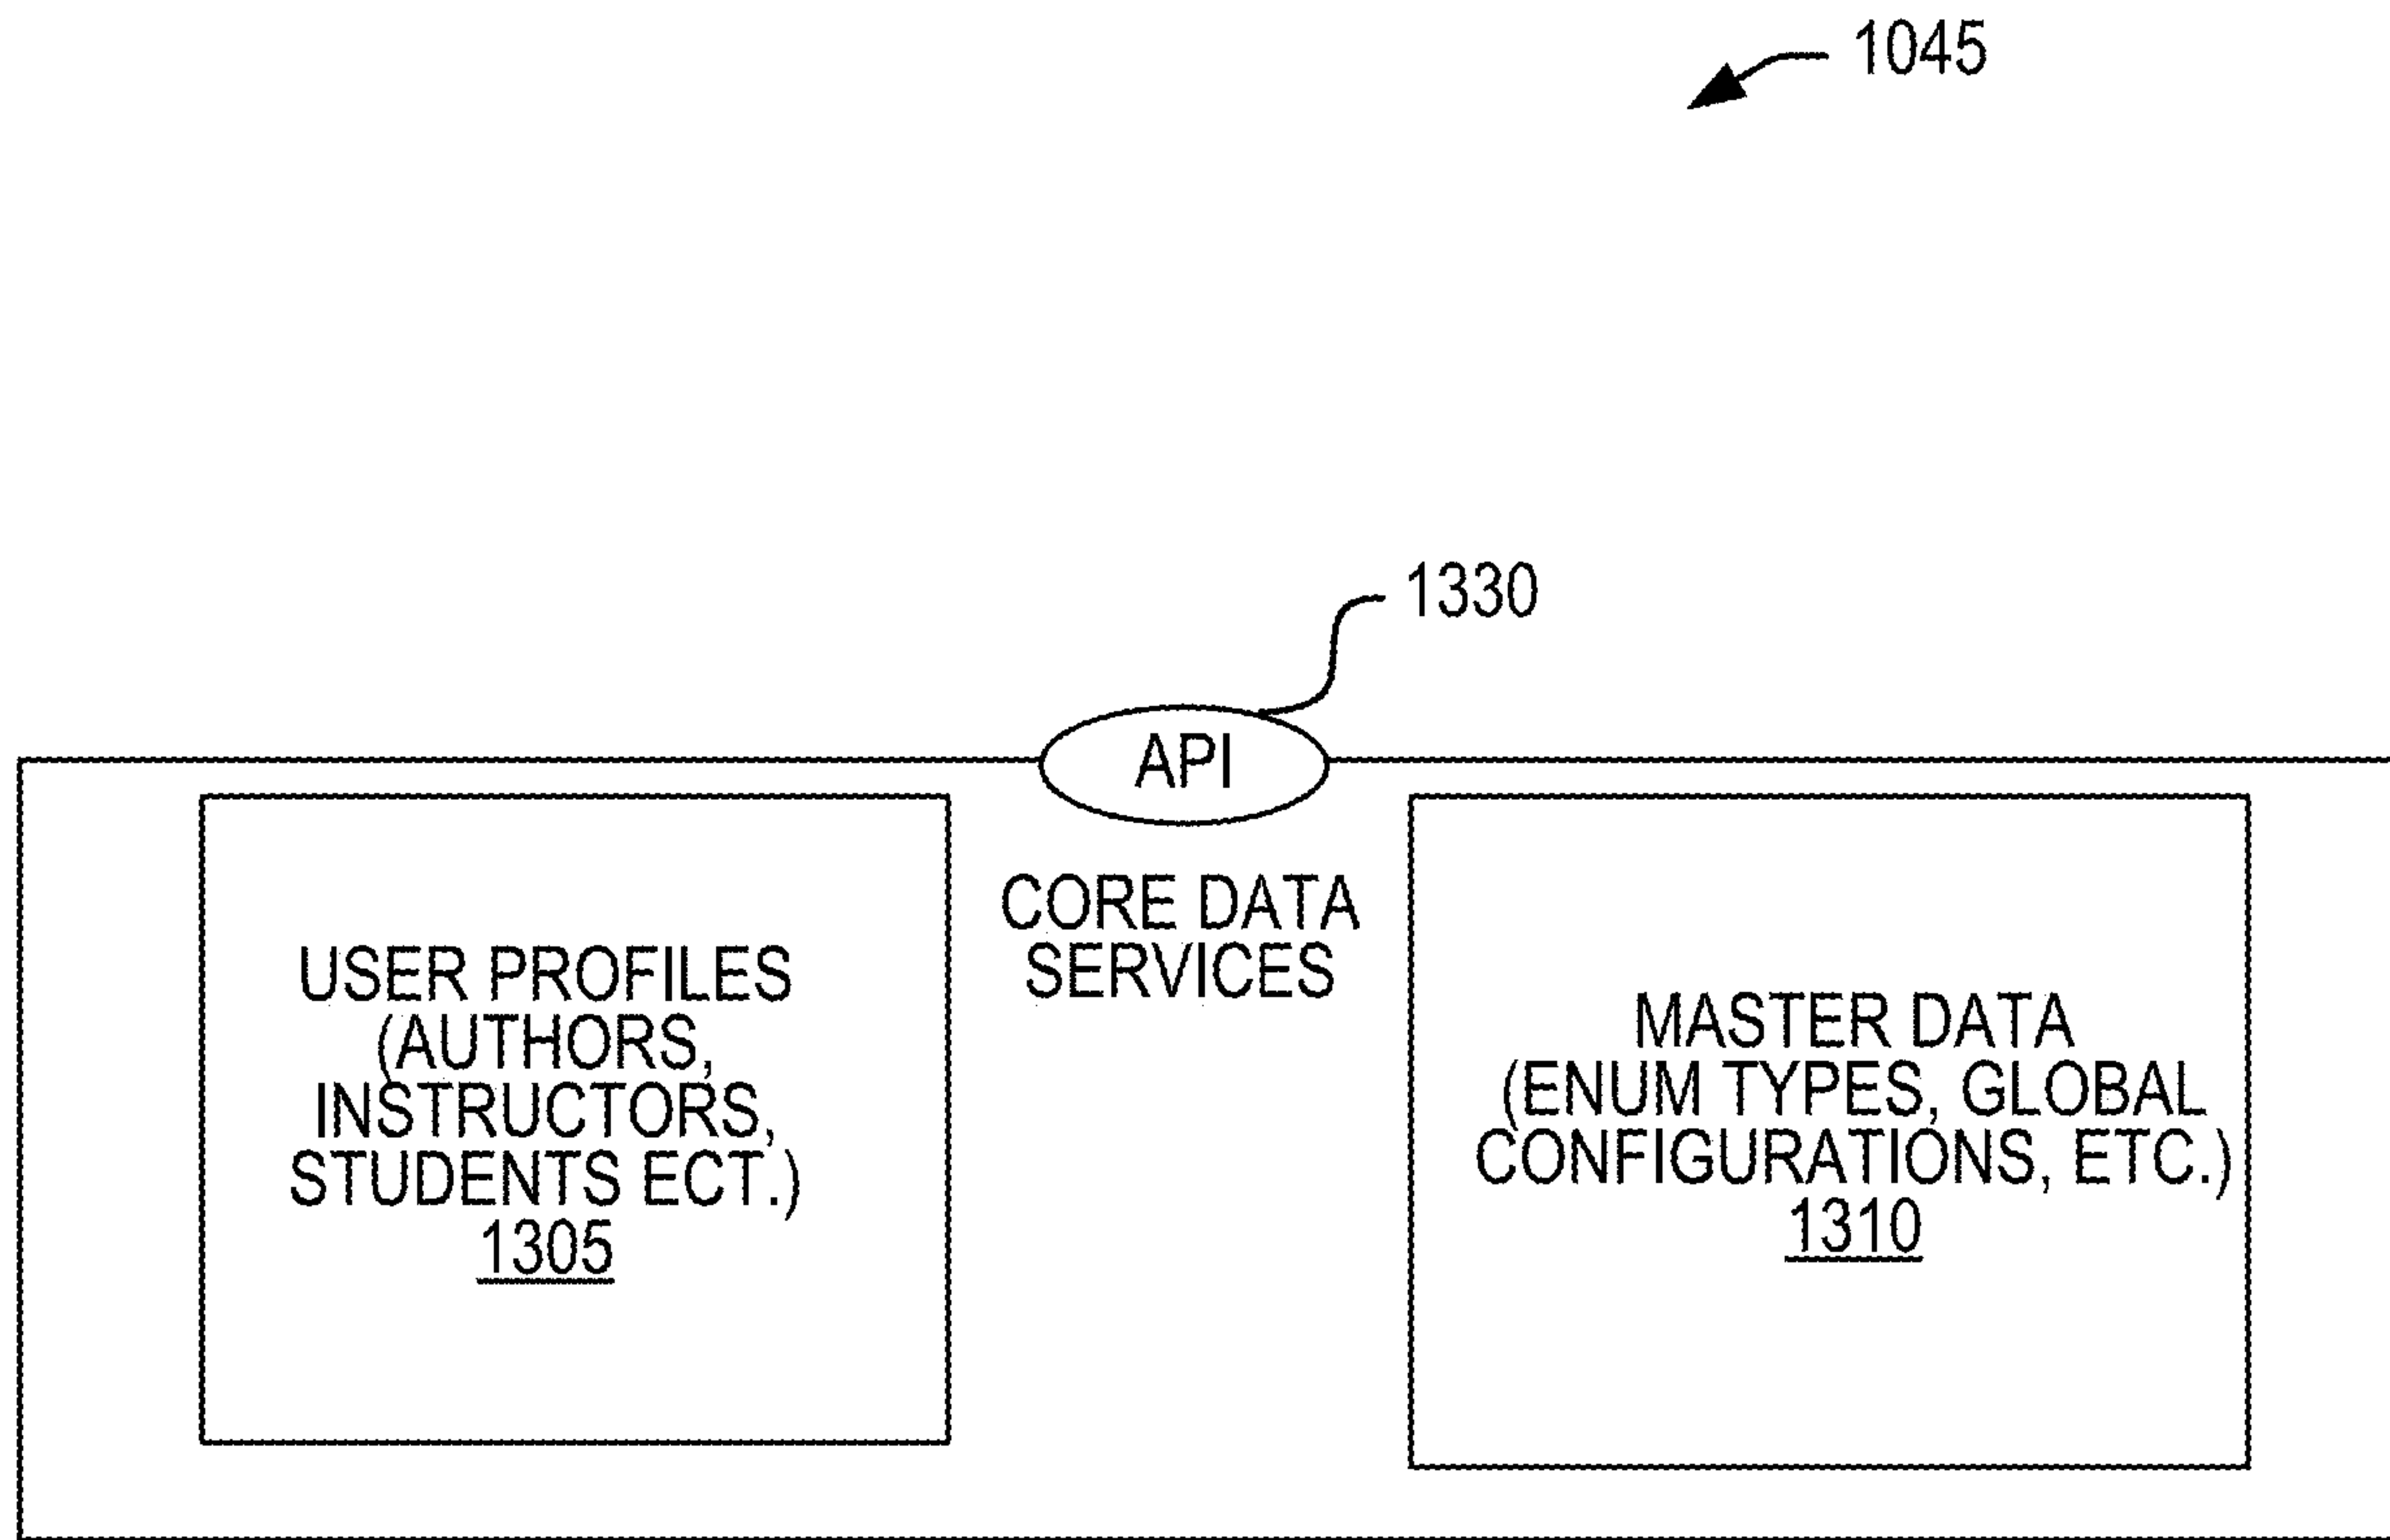 1045
1330
API
CORE DATA
SERVICES
USER PROFILES
(AUTHORS,
INSTRUCTORS,
STUDENTS ECT.)
1305
MASTER DATA
(ENUM TYPES, GLOBAL
CONFIGURATIONS, ETC.)
1310